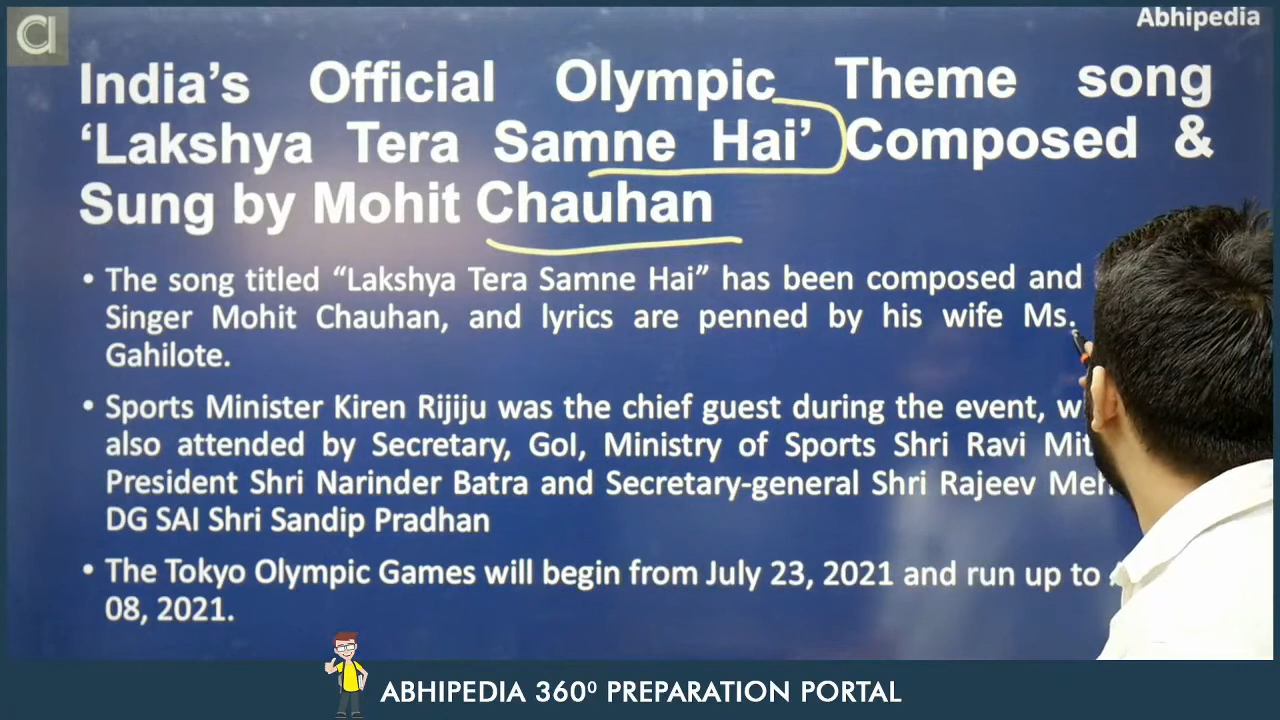 Abhipedia
India's Official Olympic Theme song
‘Lakshya Tera Samne Hai’ Composed &
Sung by Mohit Chauhan
• The song titled “Lakshya Tera Samne Hai” has been composed and
Singer Mohit Chauhan, and lyrics are penned by his wife Ms.
Gahilote.
• Sports Minister Kiren Rijiju was the chief guest during the event,
also attended by Secretary, GoI, Ministry of Sports Shri Ravi
President Shri Narinder Batra and Secretary-general Shri Rajeev
DG SAI Shri Sandip Pradhan
• The Tokyo Olympic Games will begin from July 23, 2021 and run up to
08, 2021.
ABHIPEDIA 360⁰ PREPARATION PORTAL